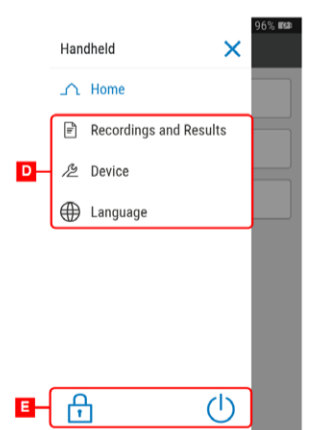 96%
Handheld
Home
Recordings and Results
D
Device
Language
E